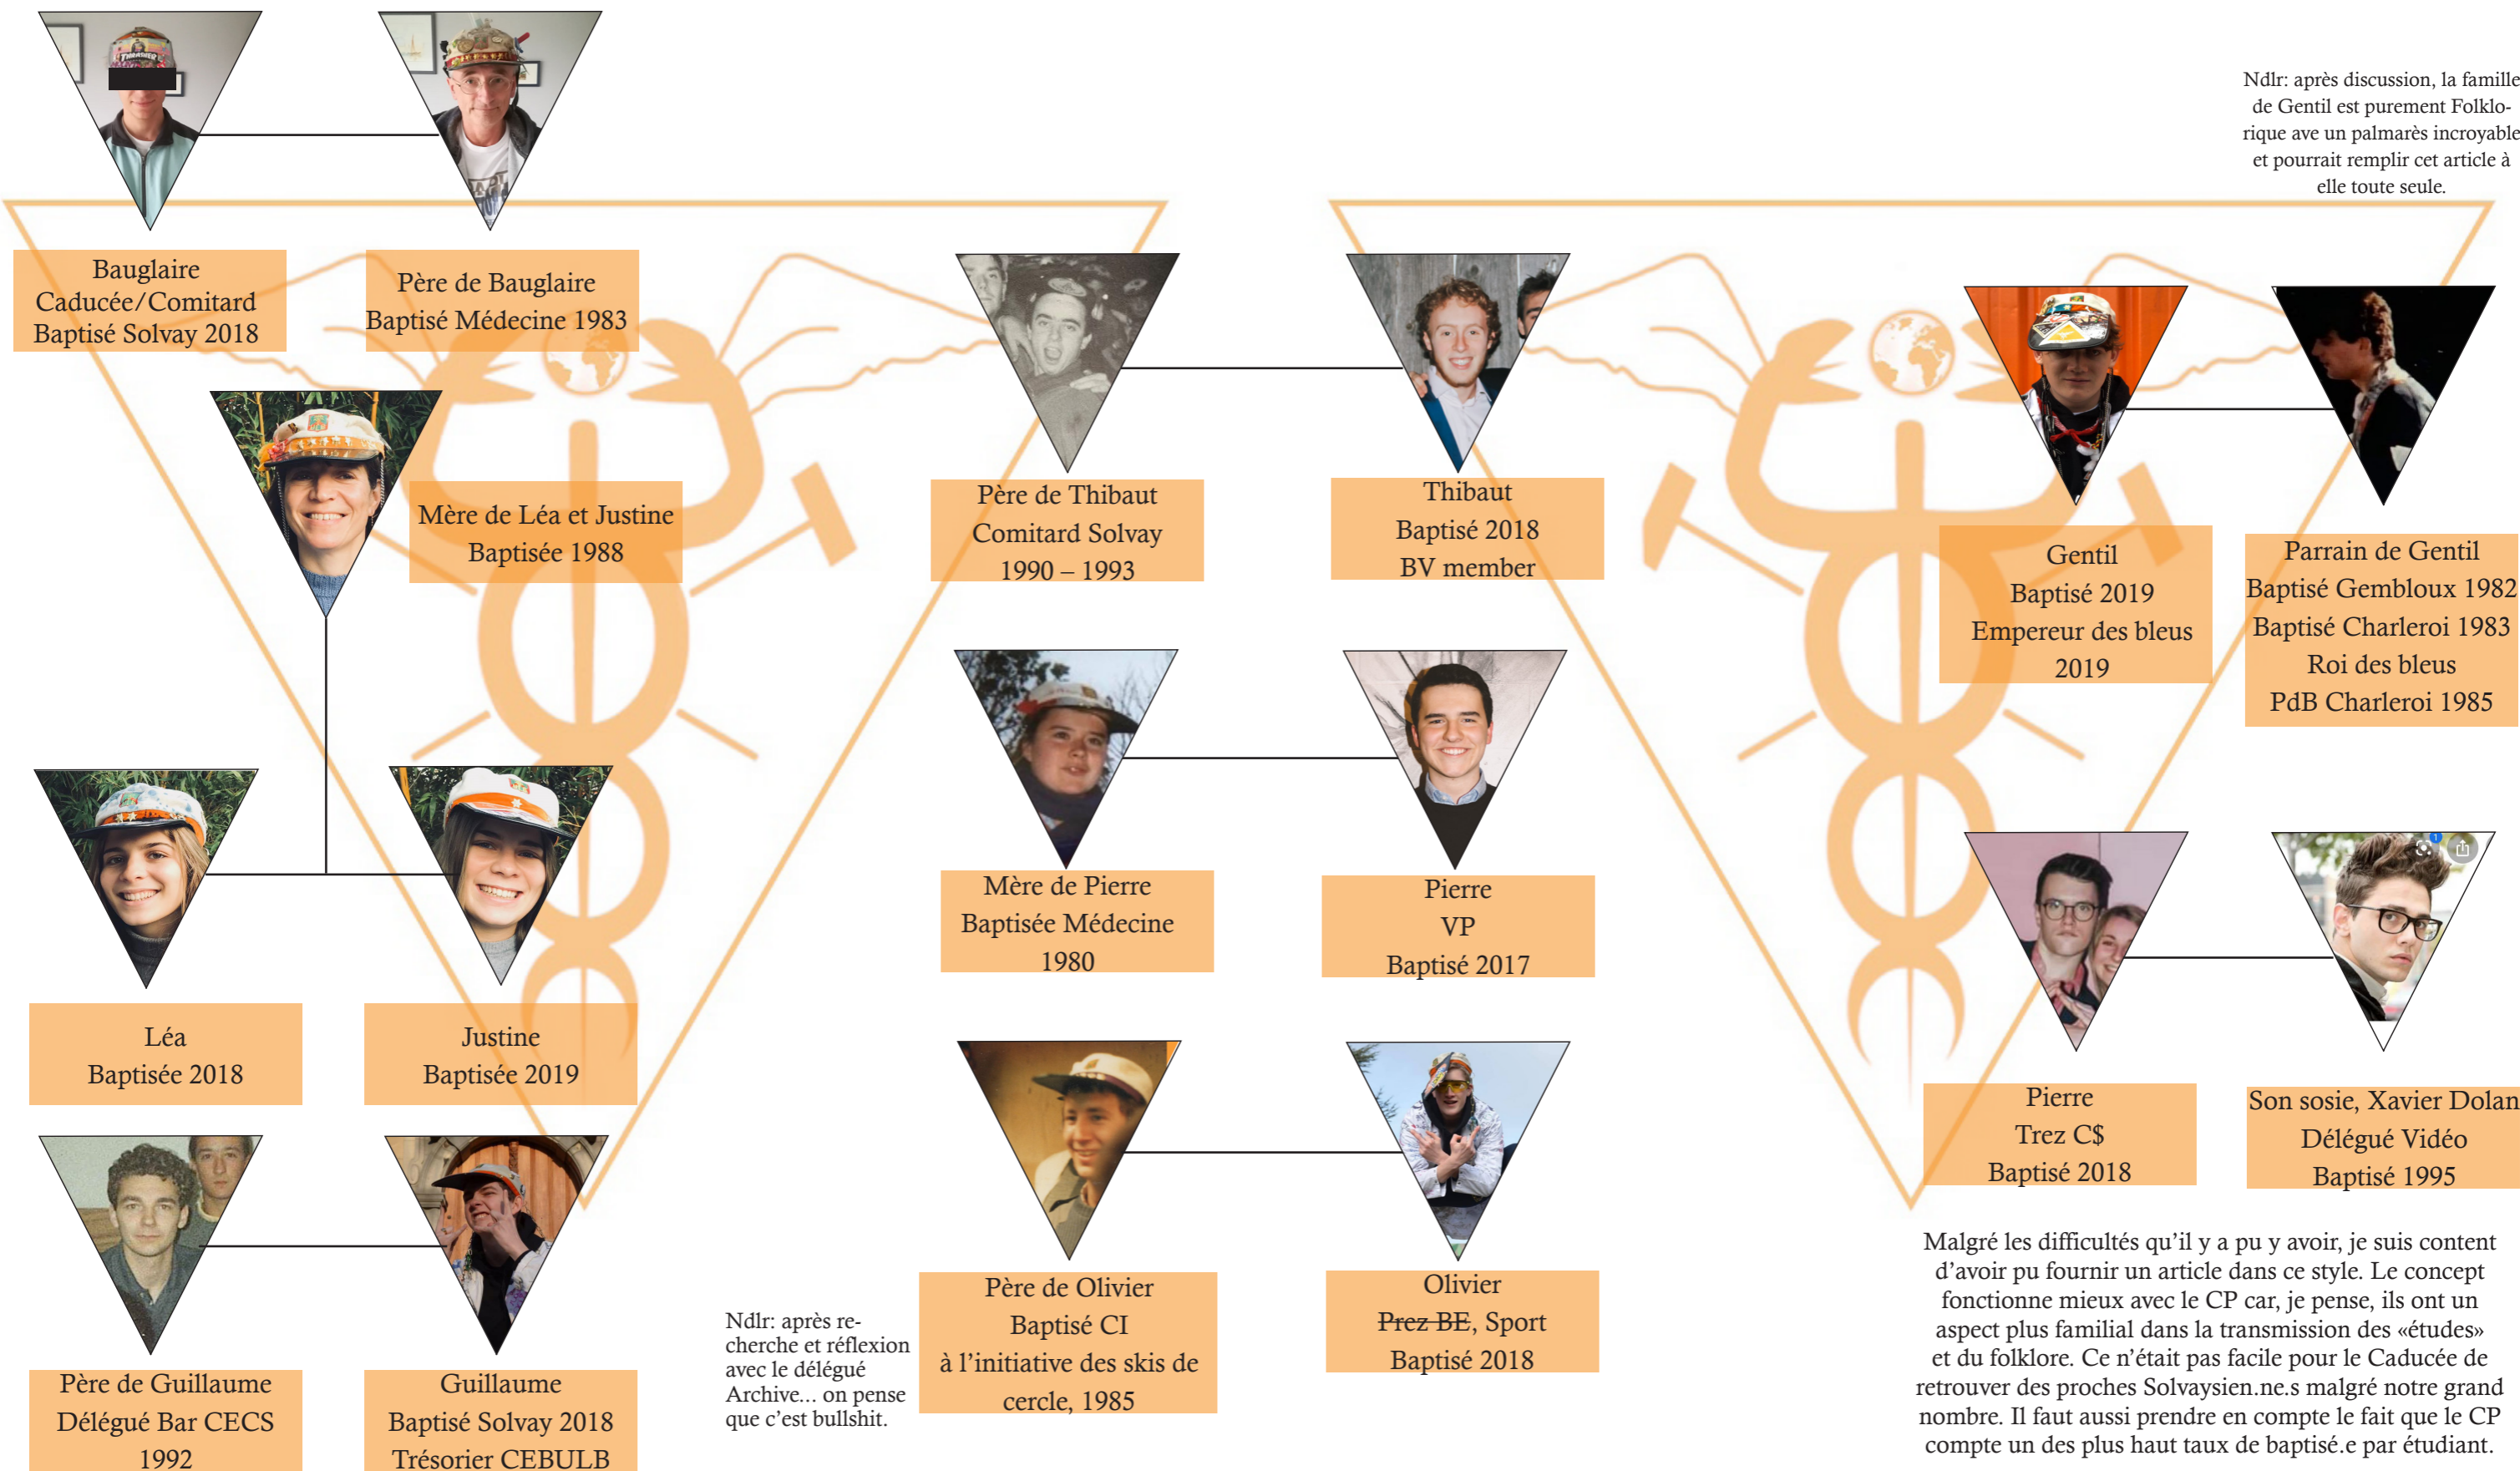 THRASHER
Ndlr: après discussion, la famille
de Gentil est purement Folklo-
rique ave un palmarès incroyable
et pourrait remplir cet article à
elle toute seule.
Bauglaire
Caducée/Comitard
Baptisé Solvay 2018
Père de Bauglaire
Baptisé Médecine 1983
Mère de Léa et Justine
Baptisée 1988
Léa
Baptisée 2018
Justine
Baptisée 2019
Père de Guillaume
Délégué Bar CECS
1992
Guillaume
Baptisé Solvay 2018
Trésorier CEBULB
Père de Thibaut
Comitard Solvay
1990 – 1993
Thibaut
Baptisé 2018
BV member
Mère de Pierre
Baptisée Médecine
1980
Pierre
VP
Baptisé 2017
Ndlr: après re-
cherche et réflexion
avec le délégué
Archive... on pense
que c'est bullshit.
Père de Olivier
Baptisé CI
à l'initiative des skis de
cercle, 1985
Olivier
Prez BE, Sport
Baptisé 2018
Gentil
Baptisé 2019
Empereur des bleus
2019
Parrain de Gentil
Baptisé Gembloux 1982
Baptisé Charleroi 1983
Roi des bleus
PdB Charleroi 1985
1
Pierre
Trez C$
Baptisé 2018
Son sosie, Xavier Dolan
Délégué Vidéo
Baptisé 1995
Malgré les difficultés qu'il y a pu y avoir, je suis content
d'avoir pu fournir un article dans ce style. Le concept
fonctionne mieux avec le CP car, je pense, ils ont un
aspect plus familial dans la transmission des «études»
et du folklore. Ce n'était pas facile pour le Caducée de
retrouver des proches Solvaysien.ne.s malgré notre grand
nombre. Il faut aussi prendre en compte le fait que le CP
compte un des plus haut taux de baptisé.e par étudiant.